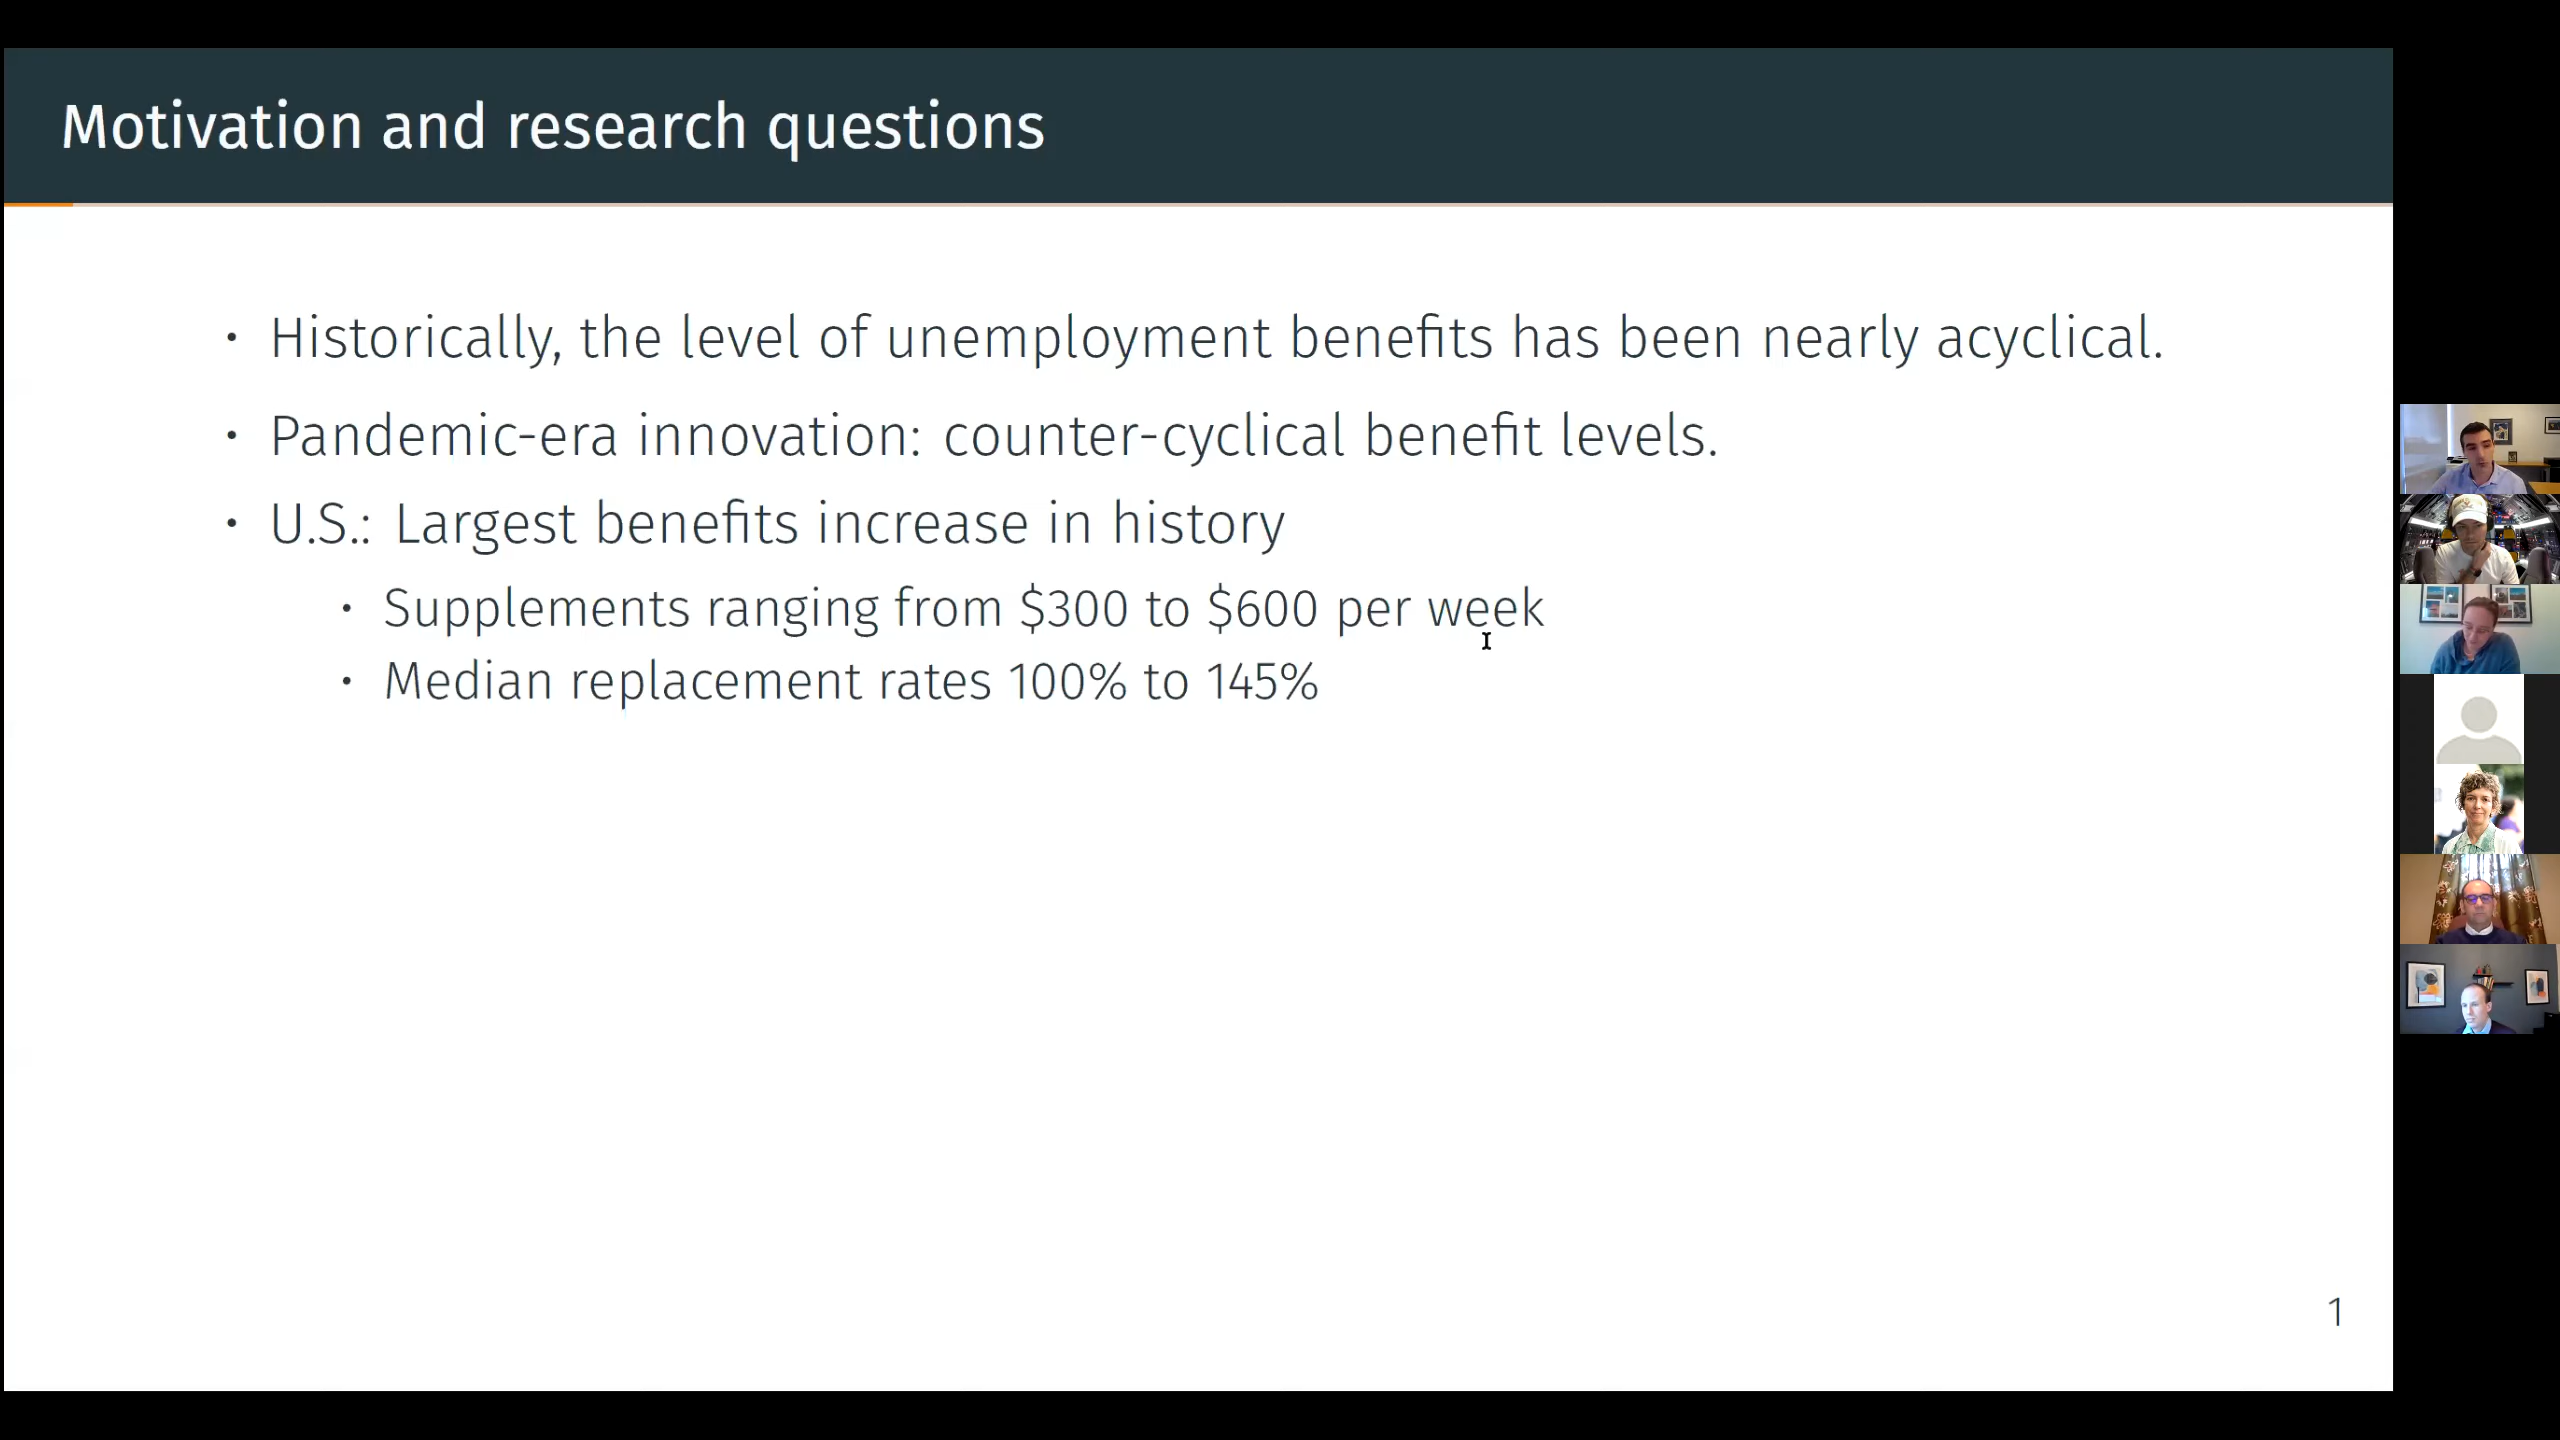 Motivation and research questions
• Historically, the level of unemployment benefits has been nearly acyclical.
• Pandemic-era innovation: counter-cyclical benefit levels.
• U.S.: Largest benefits increase in history
• Supplements ranging from $300 to $600 per week
• Median replacement rates 100% to 145%
1